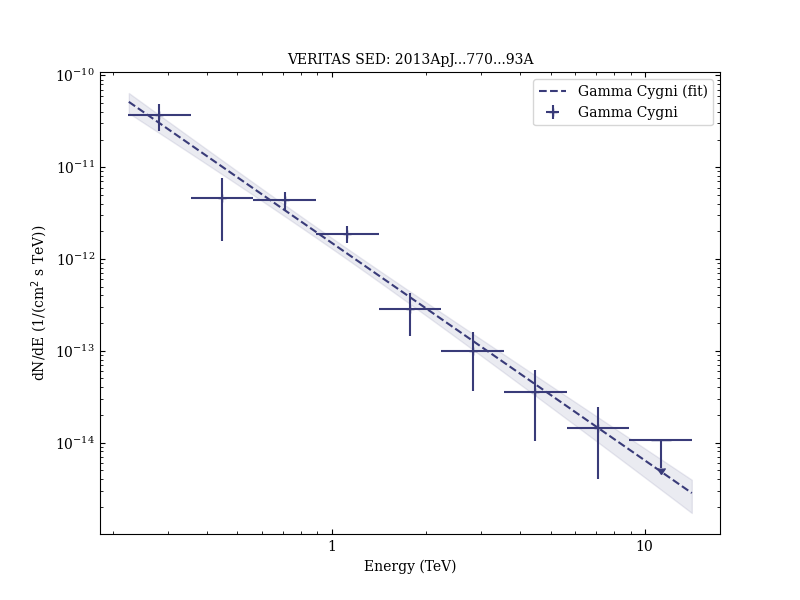 VERITAS SED: 2013ApJ...770...93A
Gamma Cygni (fit)
Gamma Cygni
dN/dE (1/(cm² s TeV))
10⁻¹⁰
10⁻¹¹
10⁻¹²
10⁻¹³
10⁻¹⁴
1
10
Energy (TeV)